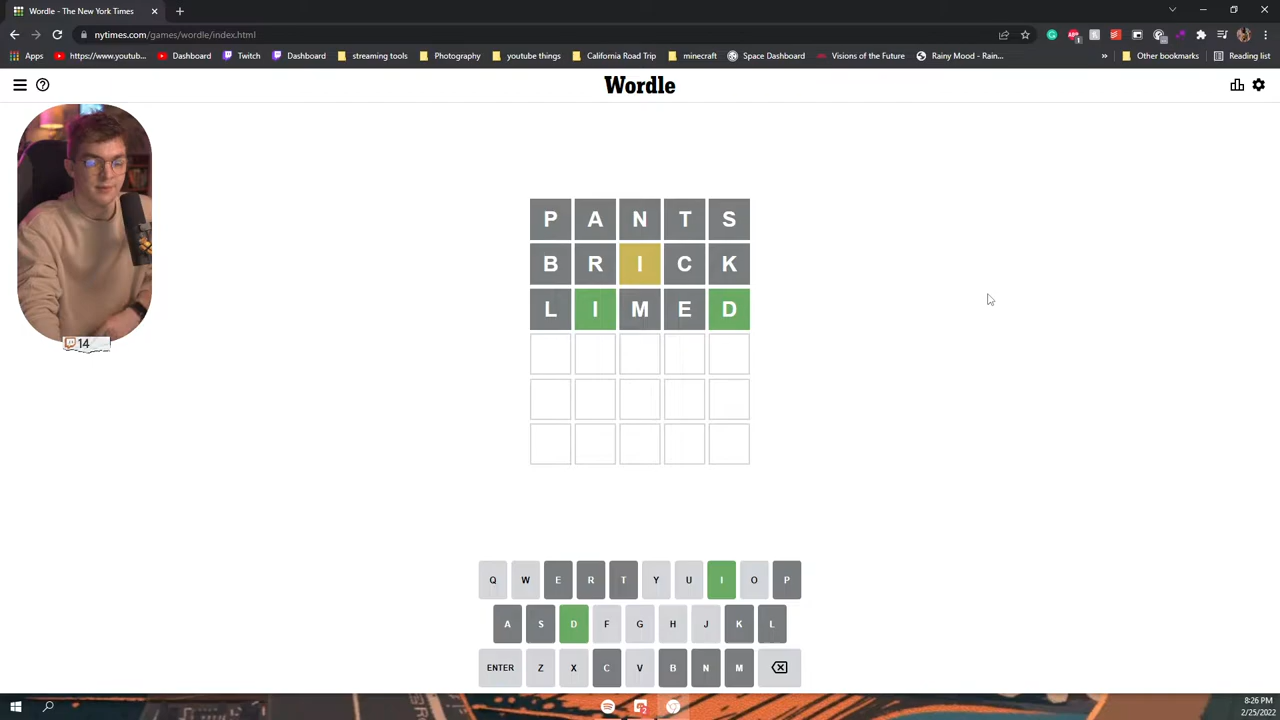 Wordle - The New York Times
nytimes.com/games/wordle/index.html
Apps https://www.youtub... Dashboard Twitch Dashboard streaming tools Photography youtube things California Road Trip minecraft Space Dashboard Visions of the Future Rainy Mood - Rain... » Other bookmarks Reading list
Wordle
14
P A N T S
B R I C K
L I M E D
Q W E R T Y U I O P
A S D F G H J K L
ENTER Z X C V B N M
8:26 PM
2/25/2022